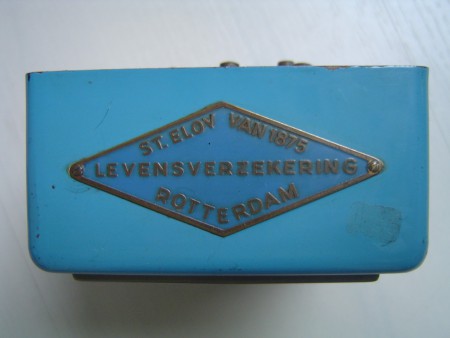 ST. ELOY VAN 1875
LEVENSVERZEKERING
ROTTERDAM